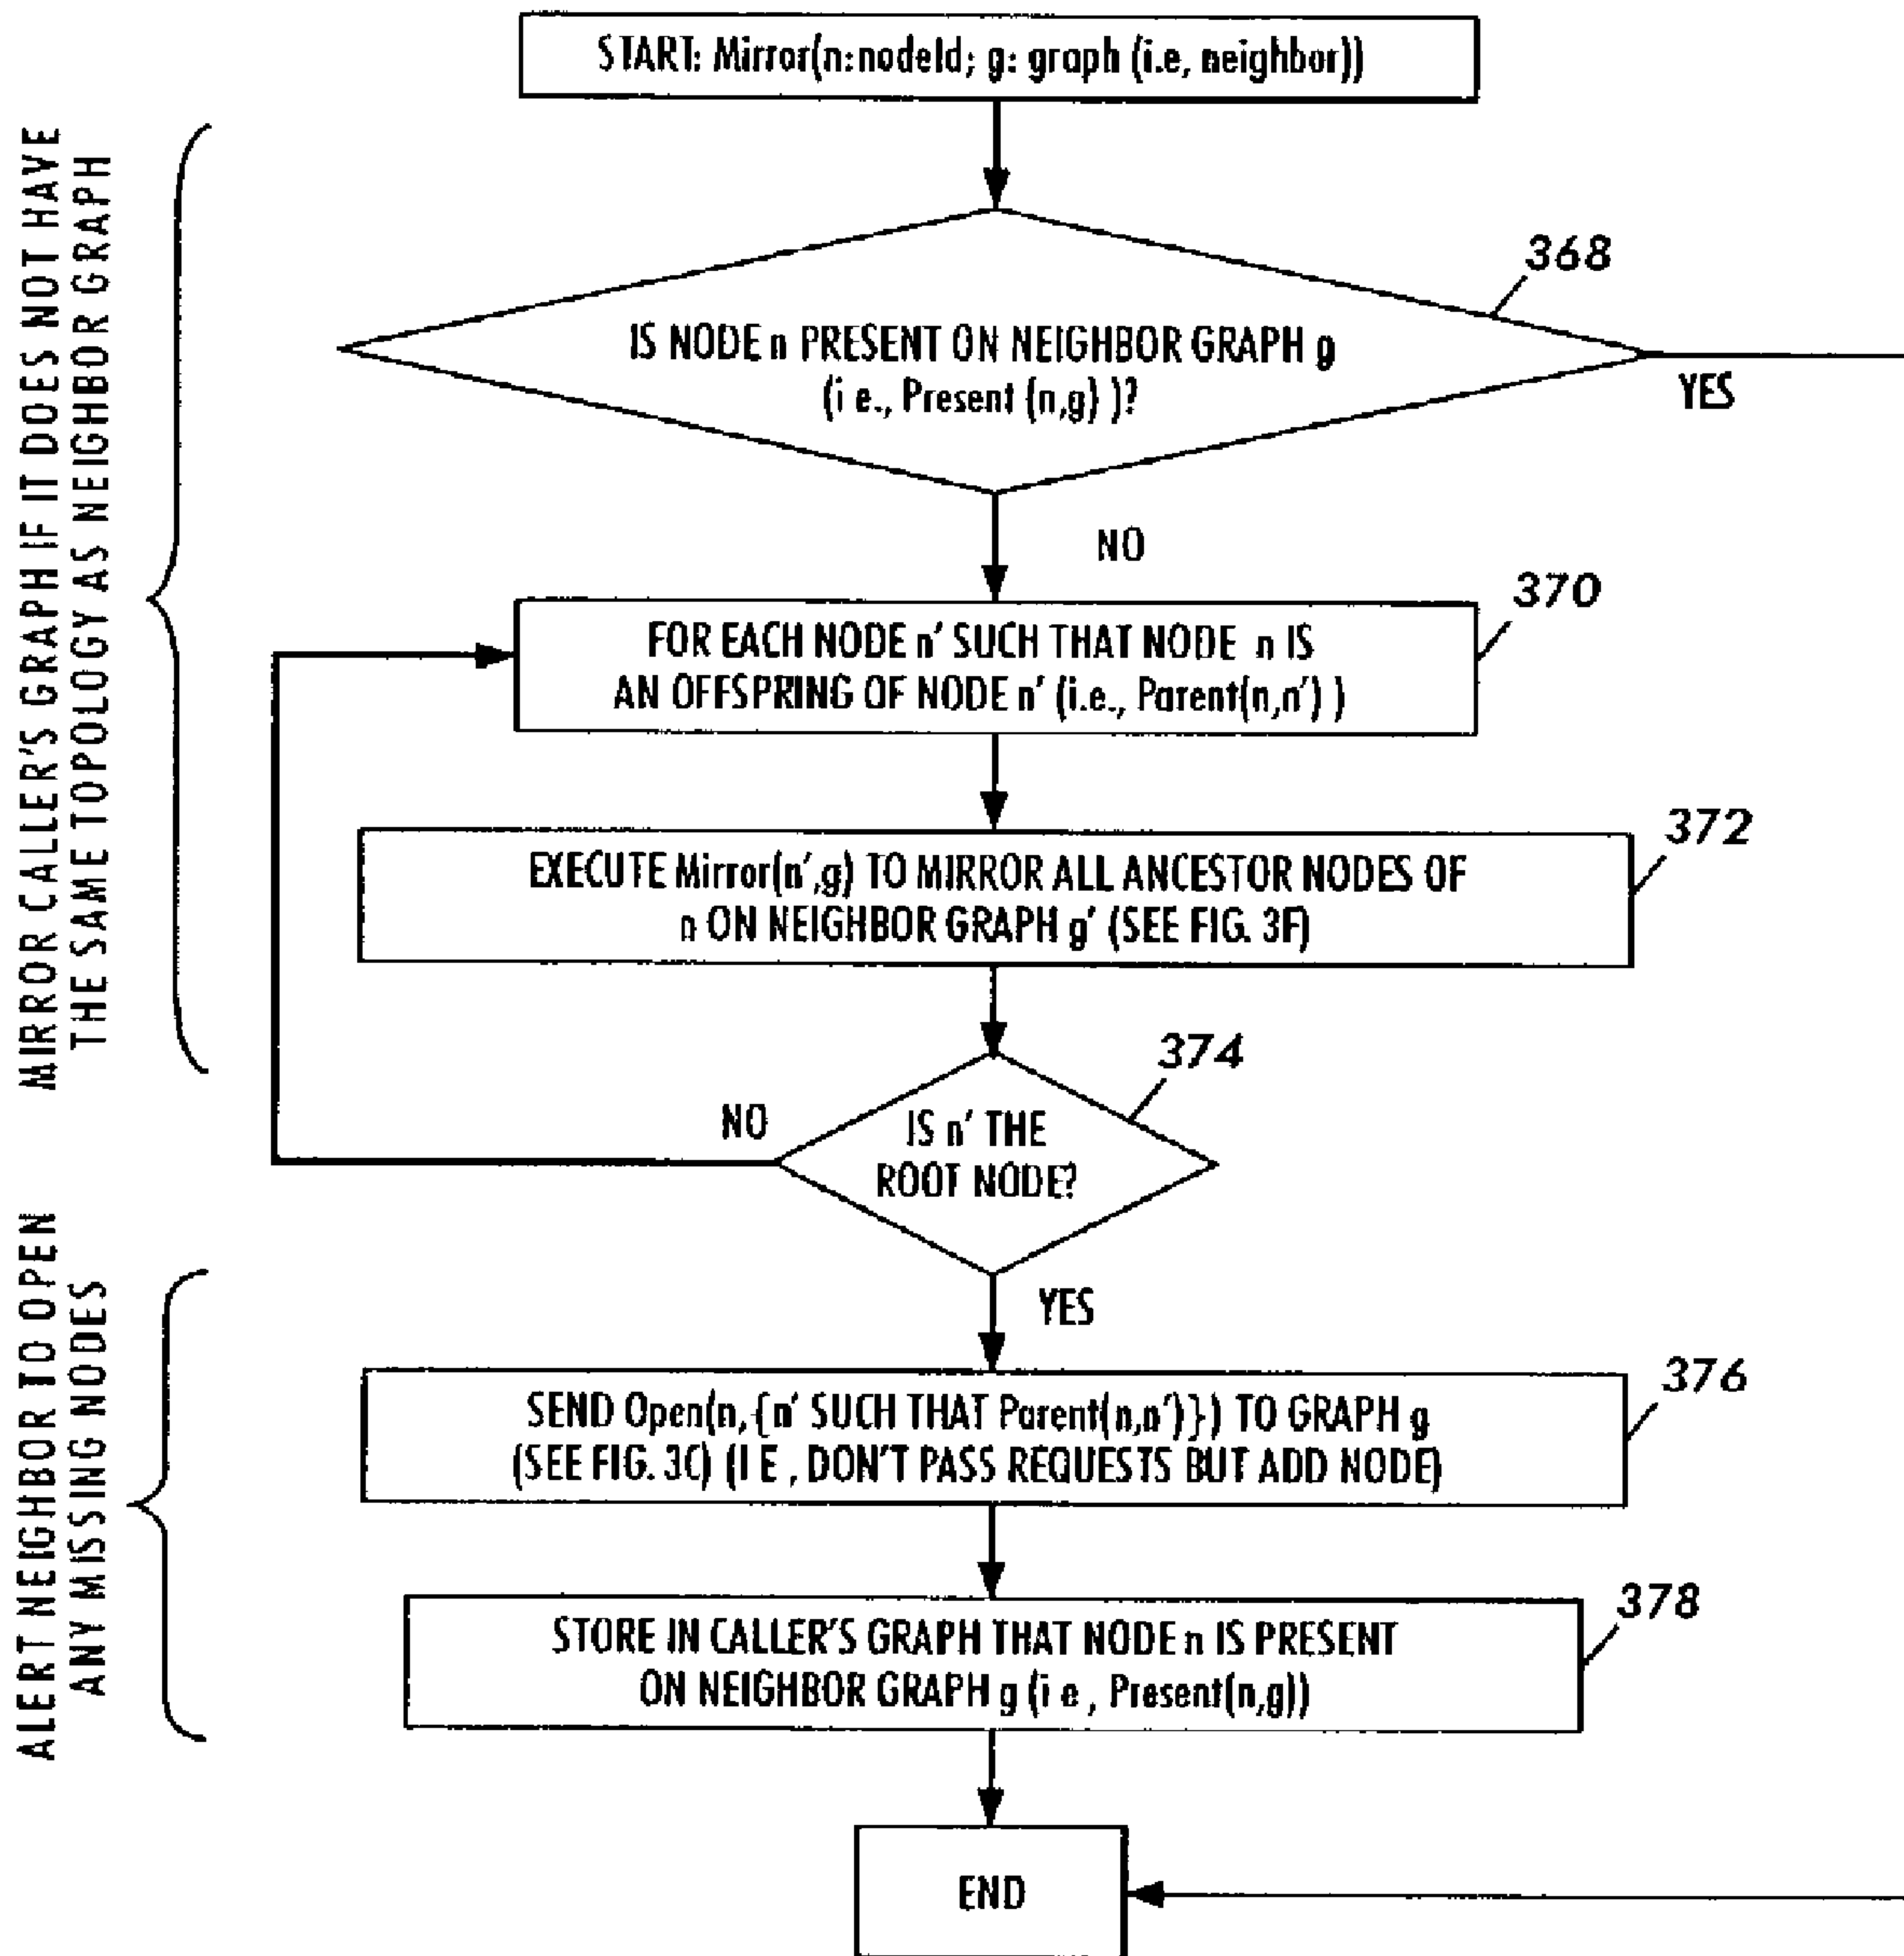 START: Mirror(n:nodeId; g: graph (i.e, neighbor))
368
IS NODE n PRESENT ON NEIGHBOR GRAPH g
(i e., Present (n,g) )?
YES
NO
370
FOR EACH NODE n' SUCH THAT NODE n IS
AN OFFSPRING OF NODE n' (i.e., Parent(n,n') )
372
EXECUTE Mirror(n',g) TO MIRROR ALL ANCESTOR NODES OF
n ON NEIGHBOR GRAPH g' (SEE FIG. 3F)
374
NO
IS n' THE
ROOT NODE?
YES
376
SEND Open(n,{n' SUCH THAT Parent(n,n')}) TO GRAPH g
(SEE FIG. 3C) (I E , DON'T PASS REQUESTS BUT ADD NODE)
378
STORE IN CALLER'S GRAPH THAT NODE n IS PRESENT
ON NEIGHBOR GRAPH g (i e , Present(n,g))
END
MIRROR CALLER'S GRAPH IF IT DOES NOT HAVE
THE SAME TOPOLOGY AS NEIGHBOR GRAPH
ALERT NEIGHBOR TO OPEN
ANY MISSING NODES